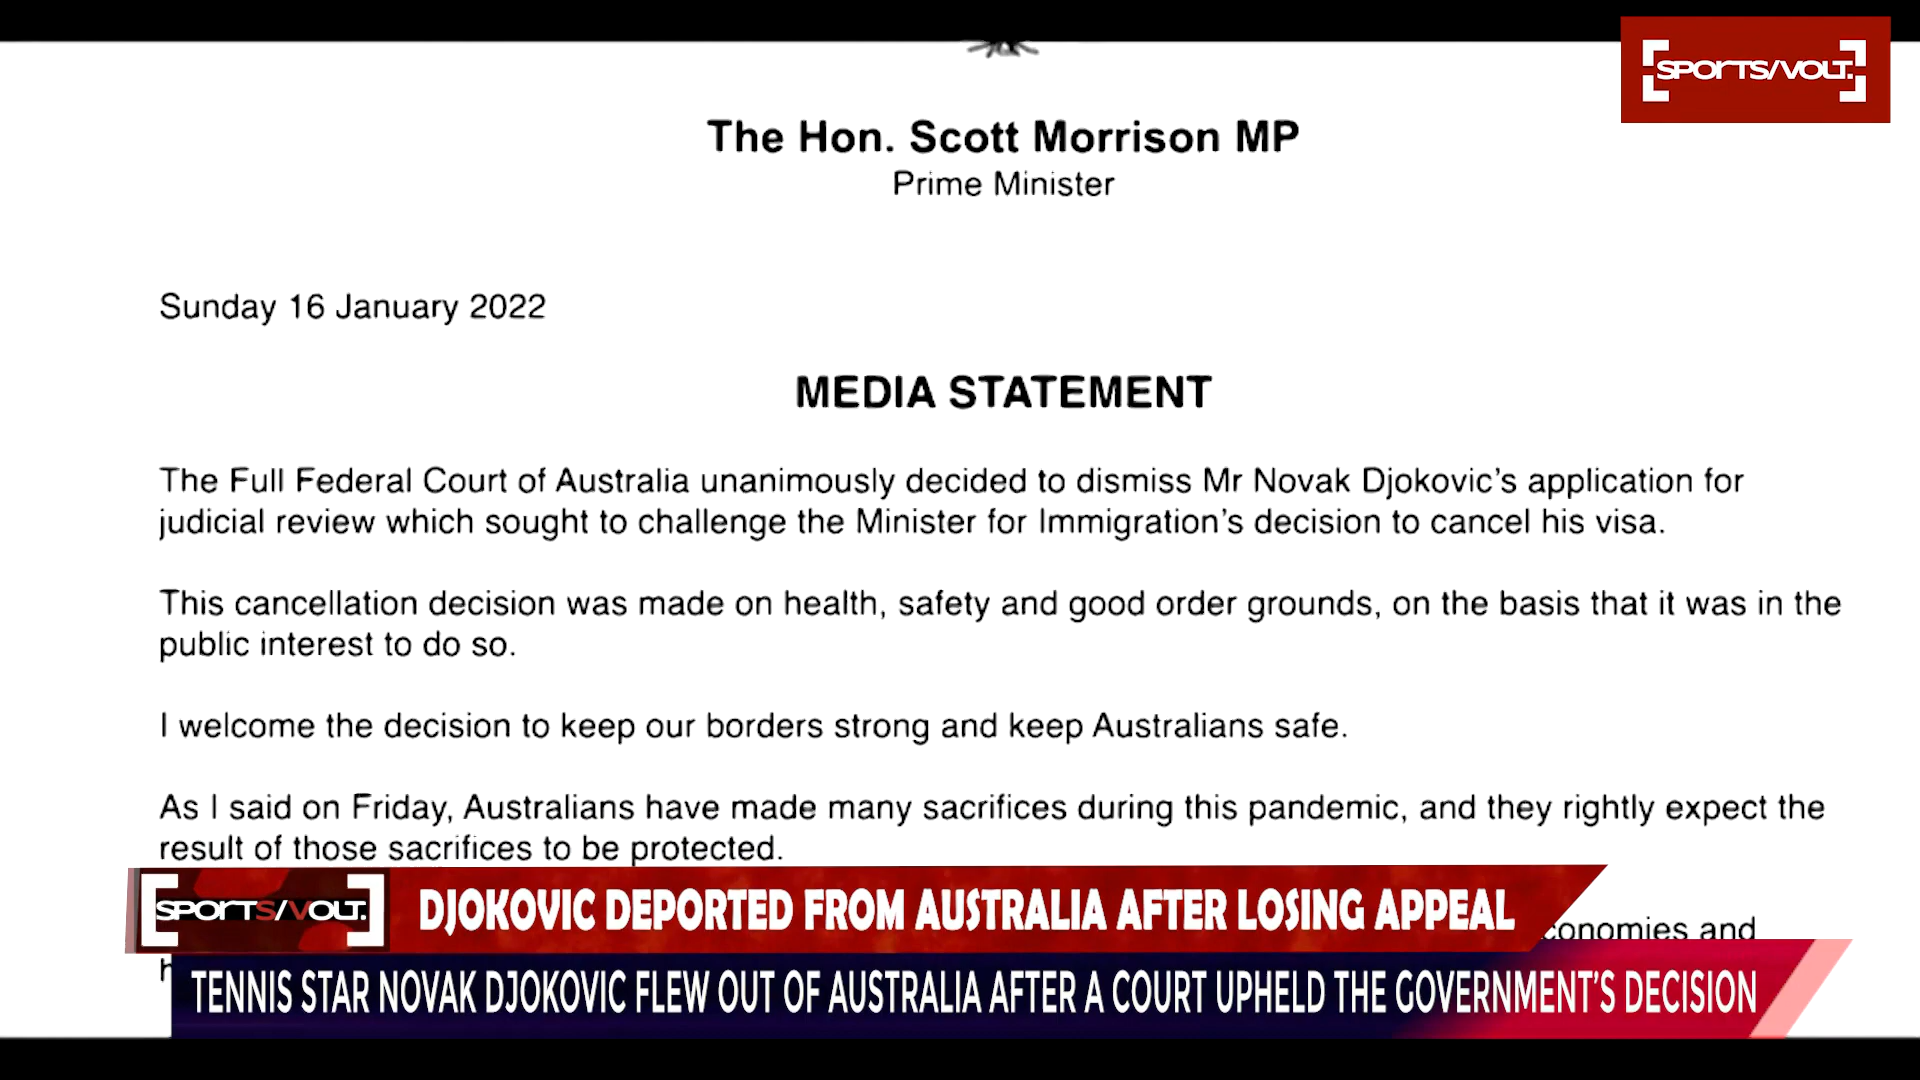 SPORTS/VOLT.
The Hon. Scott Morrison MP
Prime Minister
Sunday 16 January 2022
MEDIA STATEMENT
The Full Federal Court of Australia unanimously decided to dismiss Mr Novak Djokovic's application for
judicial review which sought to challenge the Minister for Immigration's decision to cancel his visa.
This cancellation decision was made on health, safety and good order grounds, on the basis that it was in the
public interest to do so.
I welcome the decision to keep our borders strong and keep Australians safe.
As I said on Friday, Australians have made many sacrifices during this pandemic, and they rightly expect the
result of those sacrifices to be protected.
and
SPORTS/VOLT.
DJOKOVIC DEPORTED FROM AUSTRALIA AFTER LOSING APPEAL
TENNIS STAR NOVAK DJOKOVIC FLEW OUT OF AUSTRALIA AFTER A COURT UPHELD THE GOVERNMENT'S DECISION